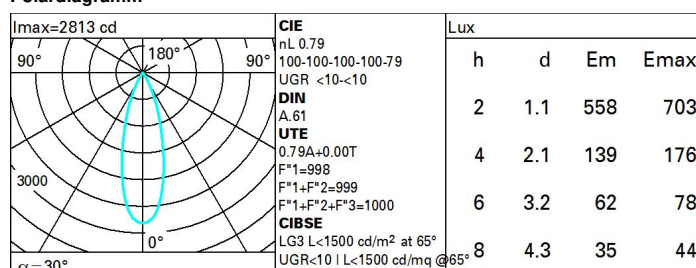 Imax=2813 cd
90° 180° 90°
3000
0°
α=30°
CIE
nL 0.79
100-100-100-100-79
UGR <10-<10
DIN
A.61
UTE
0.79A+0.00T
F"1=998
F"1+F"2=999
F"1+F"2+F"3=1000
CIBSE
LG3 L<1500 cd/m² at 65°
UGR<10 | L<1500 cd/mq @65°
Lux
h d Em Emax
2 1.1 558 703
4 2.1 139 176
6 3.2 62 78
8 4.3 35 44